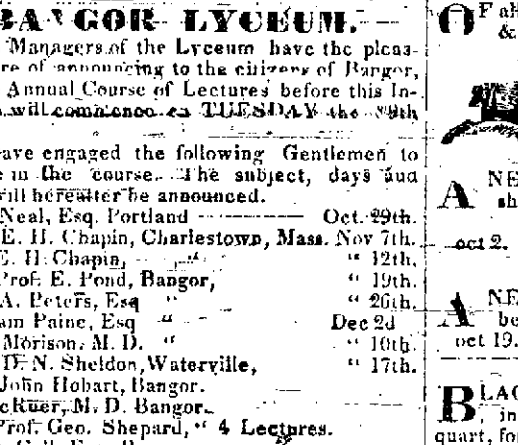 BANGOR LYCEUM.
Managers of the Lyceum have the pleas-
re of announcing to the citizens of Bangor,
Annual Course of Lectures before this In-
will commence on TUESDAY the 29th
ave engaged the following Gentlemen to
e in the course. The subject, days and
will hereafter be announced.
Neal, Esq. Portland Oct. 29th.
E. H. Chapin, Charlestown, Mass. Nov 7th.
E. H. Chapin, " 12th.
Prof. E. Pond, Bangor, " 19th.
A. Peters, Esq " " 26th.
am Paine, Esq " Dec 2d
Morison, M. D. " " 10th.
D. N. Sheldon, Waterville, " 17th.
John Hobart, Bangor.
cRuer, M. D. Bangor.
Prof. Geo. Shepard, " 4 Lectures.
OF al
&
A NE
sh
oct 2.
A NE
be
oct 19.
BLAC
in
quart, fo